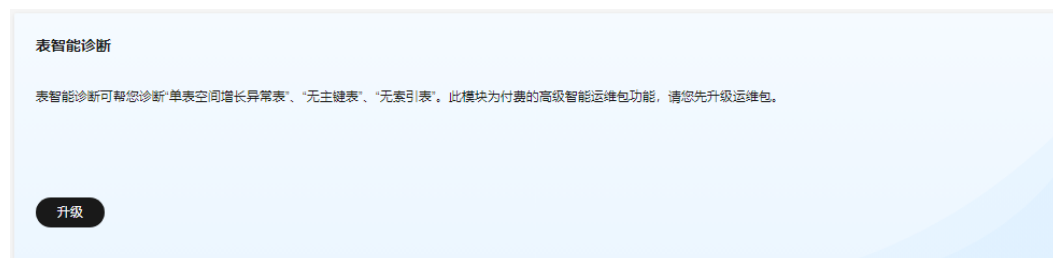 表智能诊断
表智能诊断可帮您诊断“单表空间增长异常表”、“无主键表”、“无索引表”。此模块为付费的高级智能运维包功能，请您先升级运维包。
升级